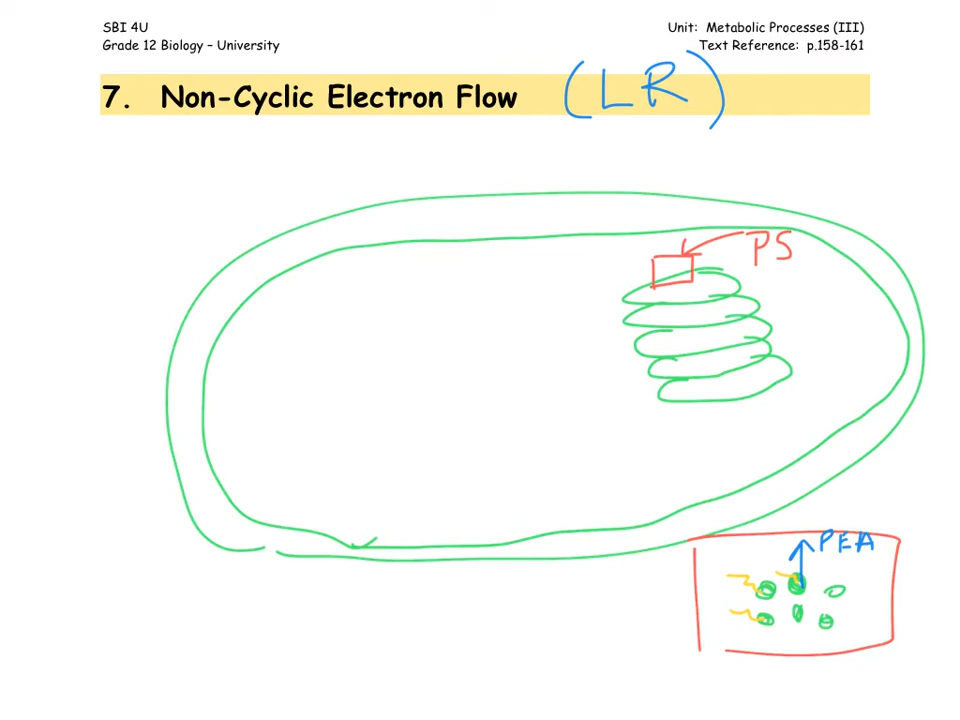 SBI 4U
Unit: Metabolic Processes (III)
Grade 12 Biology – University
Text Reference: p.158-161
7. Non-Cyclic Electron Flow (LR)
PS
PEA